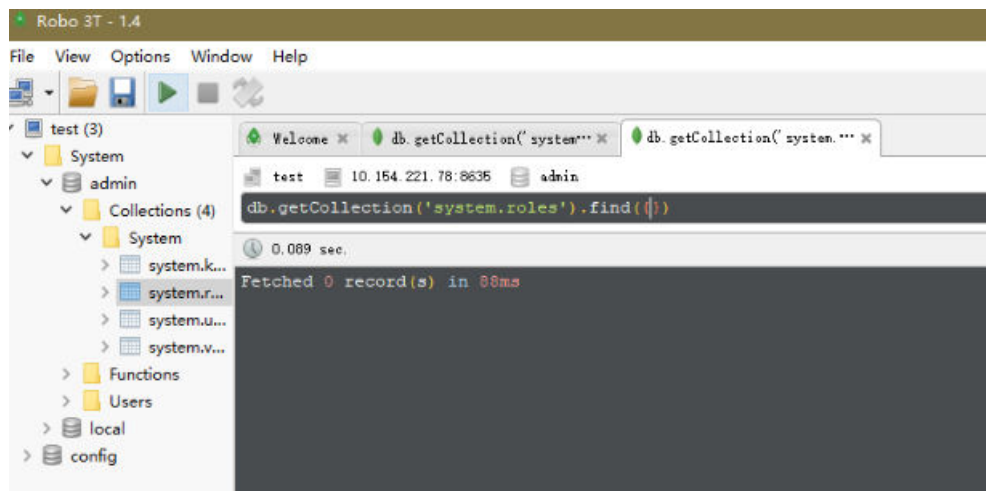 Robo 3T - 1.4
File View Options Window Help
test (3)
System
admin
Collections (4)
System
system.k...
system.r...
system.u...
system.v...
Functions
Users
local
config
Welcome × db.getCollection('system··· × db.getCollection('system.··· ×
test 10.154.221.78:8635 admin
db.getCollection('system.roles').find({})
0.089 sec.
Fetched 0 record(s) in 88ms